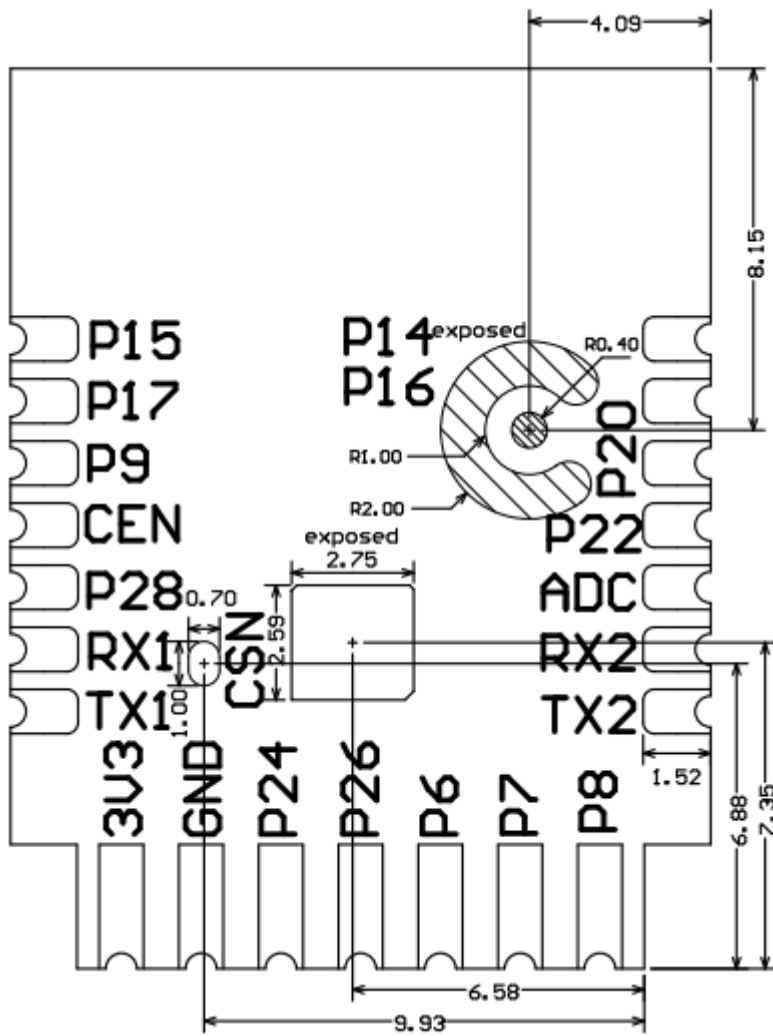 4.09
8.15
P15
P14
exposed
R0.40
P17
P16
P20
P9
R1.00
CEN
R2.00
P22
exposed
2.75
P28
0.70
ADC
RX1
CSN
2.59
RX2
TX1
1.00
TX2
1.52
3V3
GND
P24
P26
P6
P7
P8
6.88
7.35
6.58
9.93